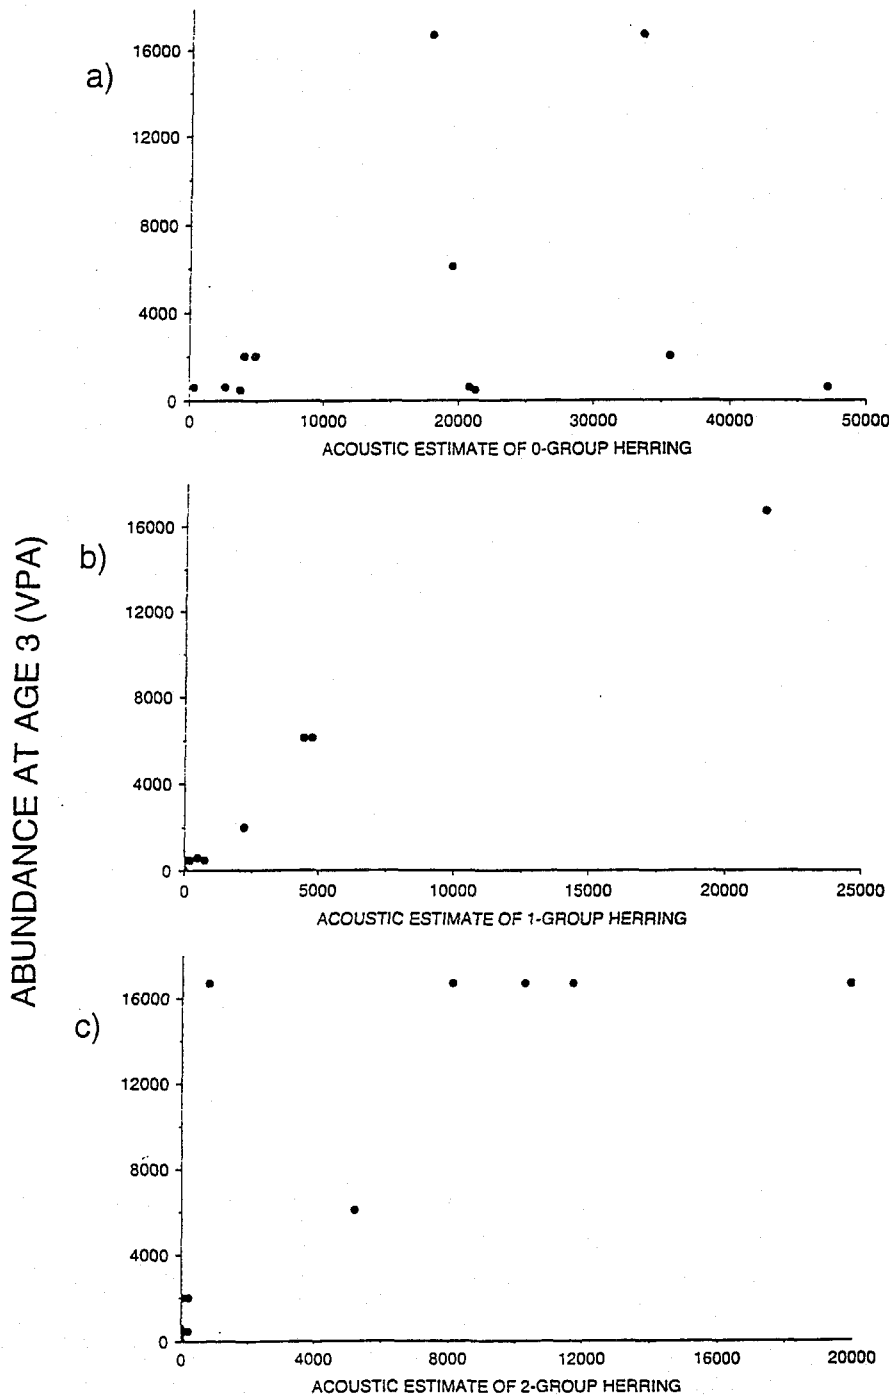 ABUNDANCE AT AGE 3 (VPA)
a)
16000
12000
8000
4000
0
0 10000 20000 30000 40000 50000
ACOUSTIC ESTIMATE OF 0-GROUP HERRING
b)
16000
12000
8000
4000
0
0 5000 10000 15000 20000 25000
ACOUSTIC ESTIMATE OF 1-GROUP HERRING
c)
16000
12000
8000
4000
0
0 4000 8000 12000 16000 20000
ACOUSTIC ESTIMATE OF 2-GROUP HERRING